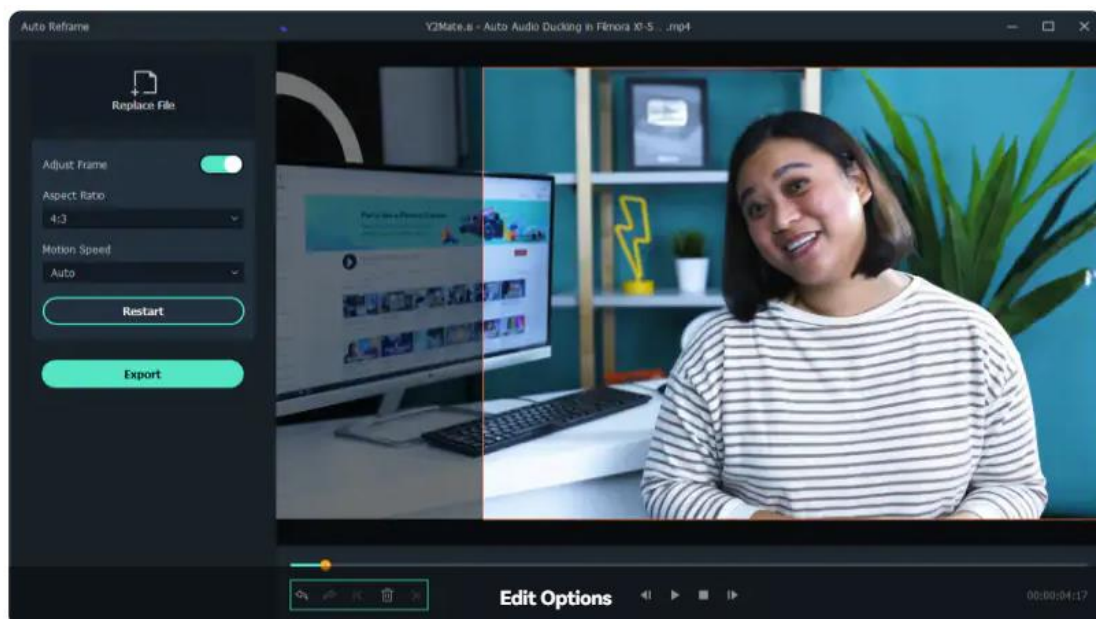 Auto Reframe
Y2Mate.is - Auto Audio Ducking in Filmora X1-S . . .mp4
Replace File
Adjust Frame
Aspect Ratio
4:3
Motion Speed
Auto
Restart
Export
Edit Options
00:00:04:17